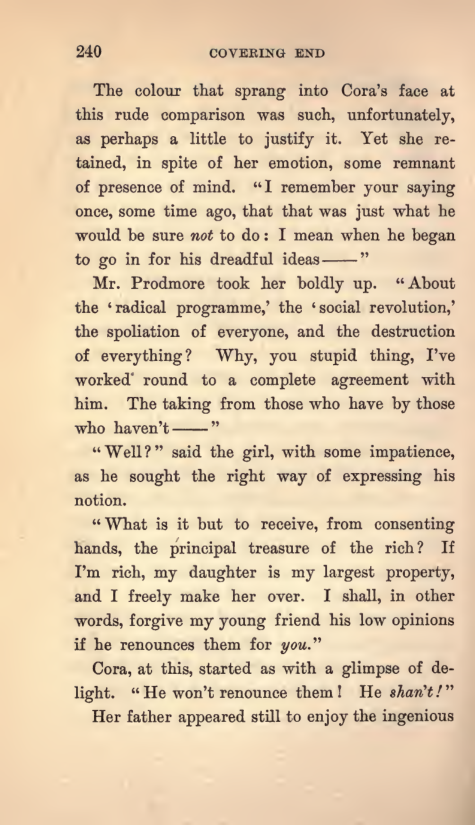 240 COVERING END
The colour that sprang into Cora's face at
this rude comparison was such, unfortunately,
as perhaps a little to justify it. Yet she re-
tained, in spite of her emotion, some remnant
of presence of mind. "I remember your saying
once, some time ago, that that was just what he
would be sure not to do: I mean when he began
to go in for his dreadful ideas——"
Mr. Prodmore took her boldly up. "About
the 'radical programme,' the 'social revolution,'
the spoliation of everyone, and the destruction
of everything? Why, you stupid thing, I've
worked round to a complete agreement with
him. The taking from those who have by those
who haven't——"
"Well?" said the girl, with some impatience,
as he sought the right way of expressing his
notion.
"What is it but to receive, from consenting
hands, the principal treasure of the rich? If
I'm rich, my daughter is my largest property,
and I freely make her over. I shall, in other
words, forgive my young friend his low opinions
if he renounces them for you."
Cora, at this, started as with a glimpse of de-
light. "He won't renounce them! He shan't!"
Her father appeared still to enjoy the ingenious